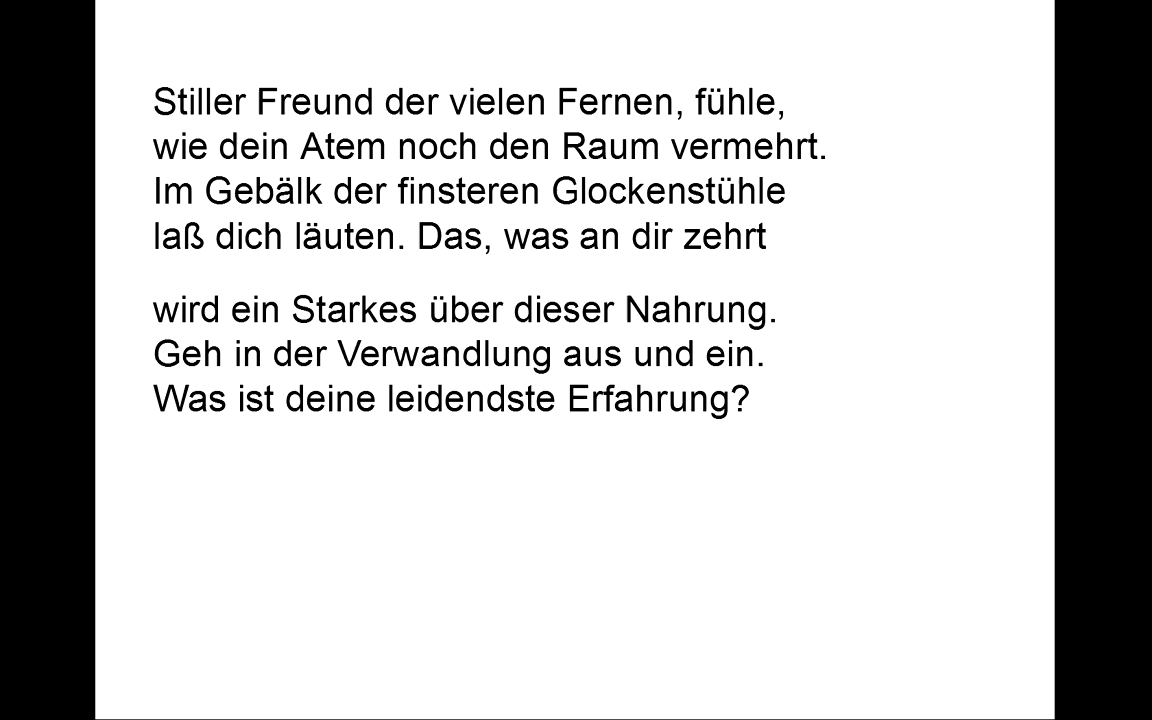 Stiller Freund der vielen Fernen, fühle,
wie dein Atem noch den Raum vermehrt.
Im Gebälk der finsteren Glockenstühle
laß dich läuten. Das, was an dir zehrt
wird ein Starkes über dieser Nahrung.
Geh in der Verwandlung aus und ein.
Was ist deine leidendste Erfahrung?